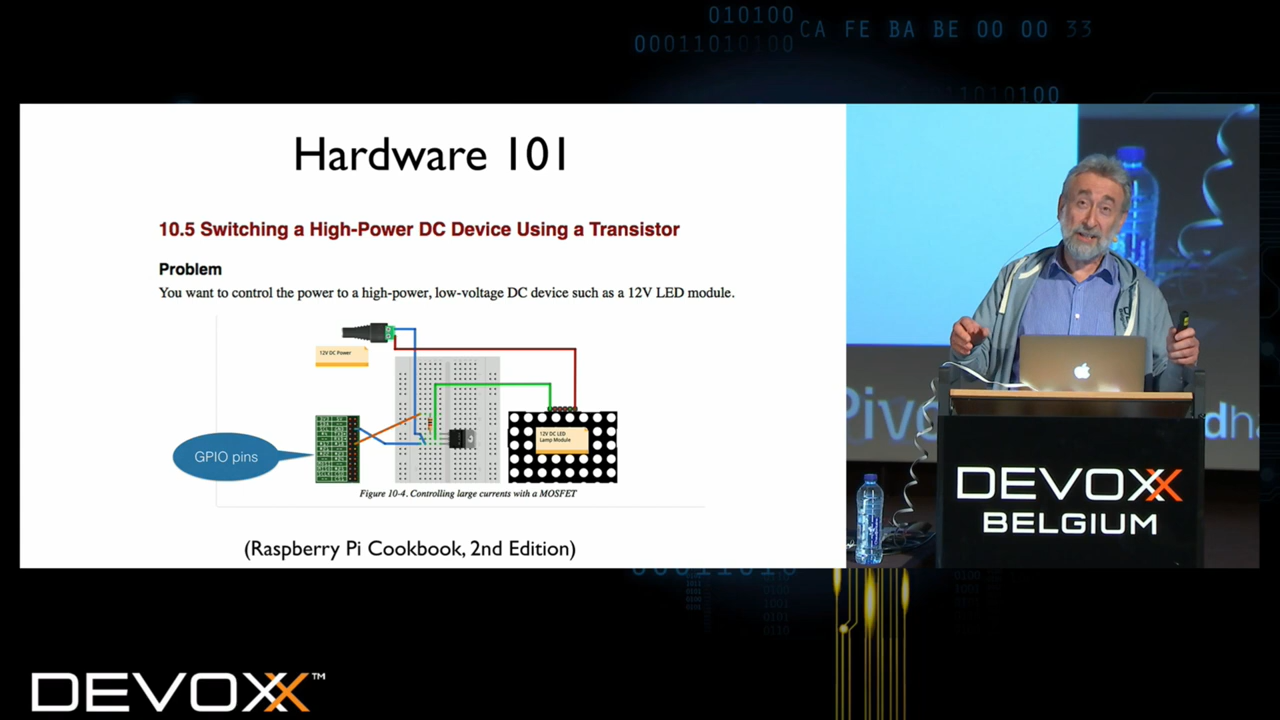 010100
00011010100
CA FE BA BE 00 00 33
1010100
Hardware 101
10.5 Switching a High-Power DC Device Using a Transistor
Problem
You want to control the power to a high-power, low-voltage DC device such as a 12V LED module.
12V DC Power
12V DC LED
Lamp Module
GPIO pins
Figure 10-4. Controlling large currents with a MOSFET
(Raspberry Pi Cookbook, 2nd Edition)
DEVOXX
BELGIUM
DEVOXX™